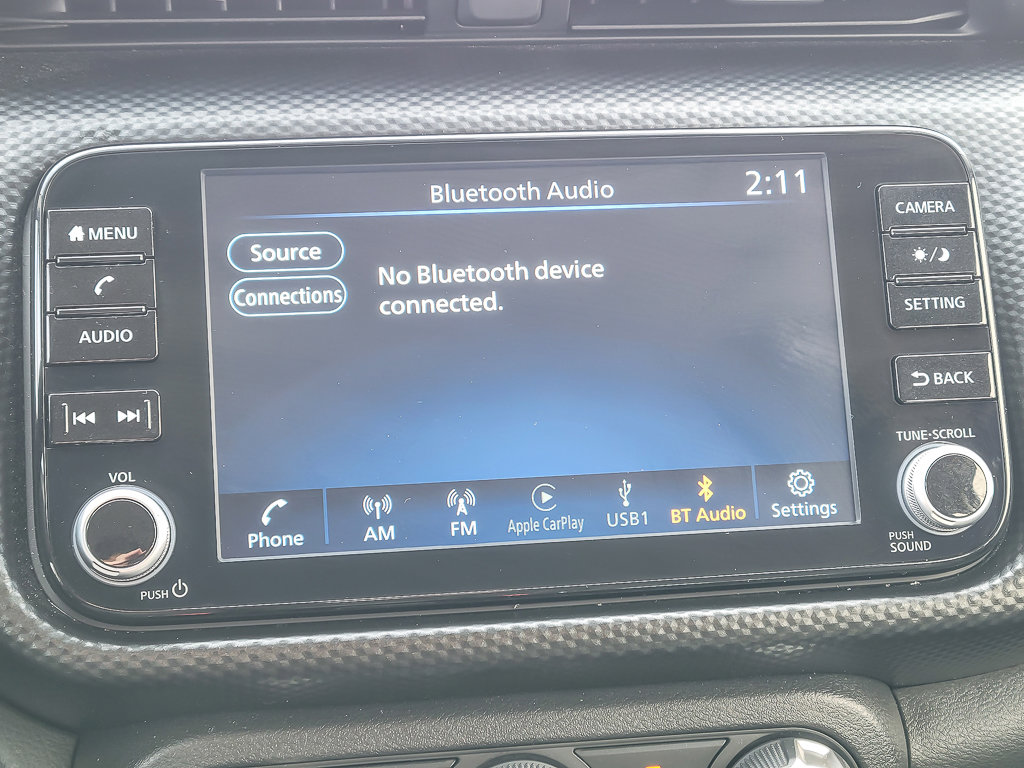 Bluetooth Audio
2:11
Source
Connections
No Bluetooth device
connected.
Phone
AM
FM
Apple CarPlay
USB1
BT Audio
Settings
MENU
AUDIO
VOL
PUSH
CAMERA
SETTING
BACK
TUNE·SCROLL
PUSH
SOUND